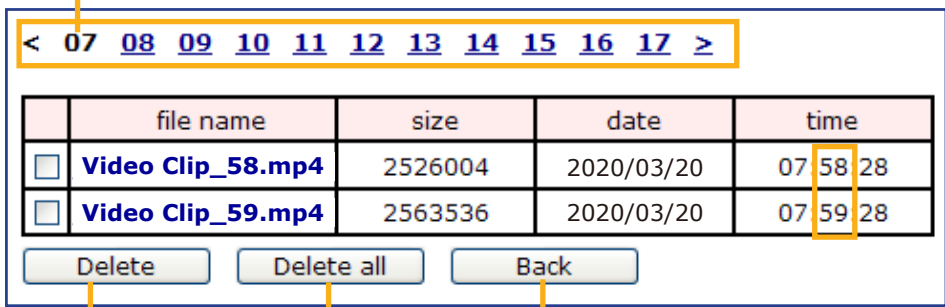 < 07 08 09 10 11 12 13 14 15 16 17 >
file name size date time
Video Clip_58.mp4 2526004 2020/03/20 07:58:28
Video Clip_59.mp4 2563536 2020/03/20 07:59:28
Delete Delete all Back